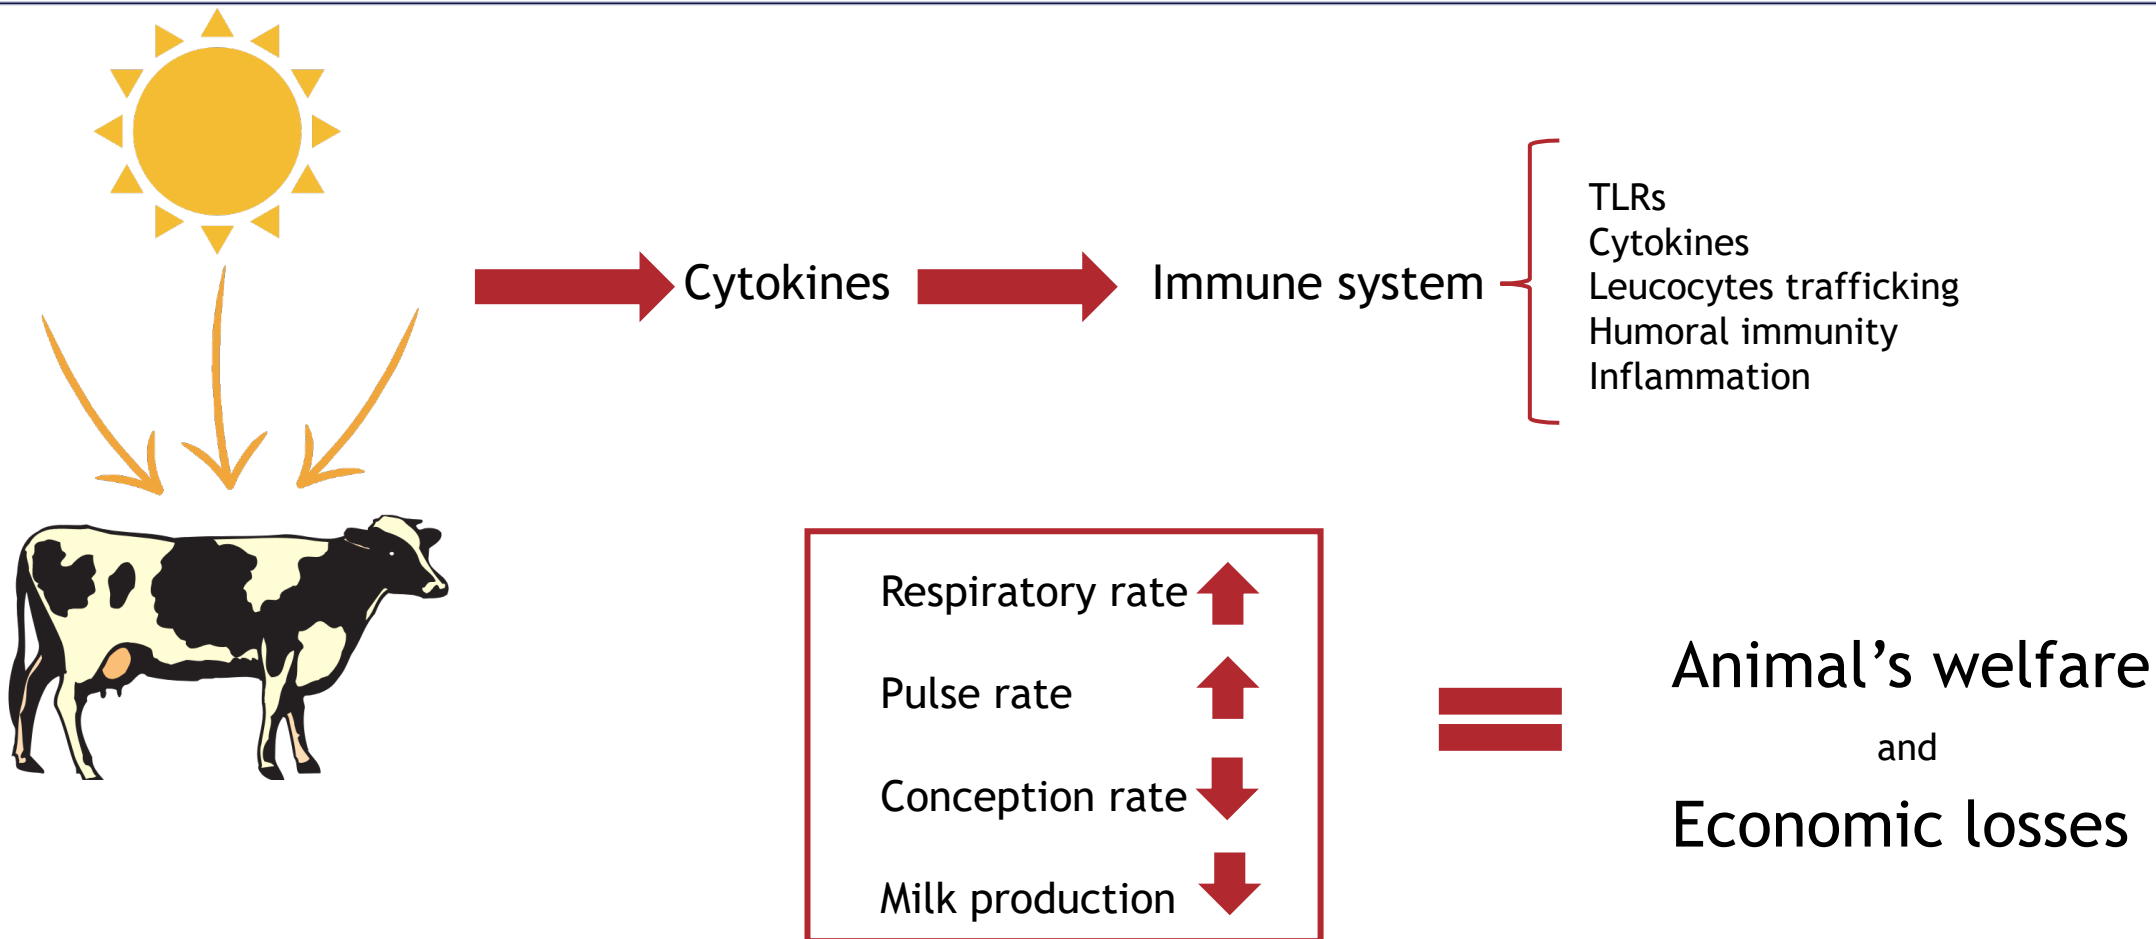 Cytokines
Immune system
TLRs
Cytokines
Leucocytes trafficking
Humoral immunity
Inflammation
Respiratory rate
Pulse rate
Conception rate
Milk production
Animal’s welfare
and
Economic losses